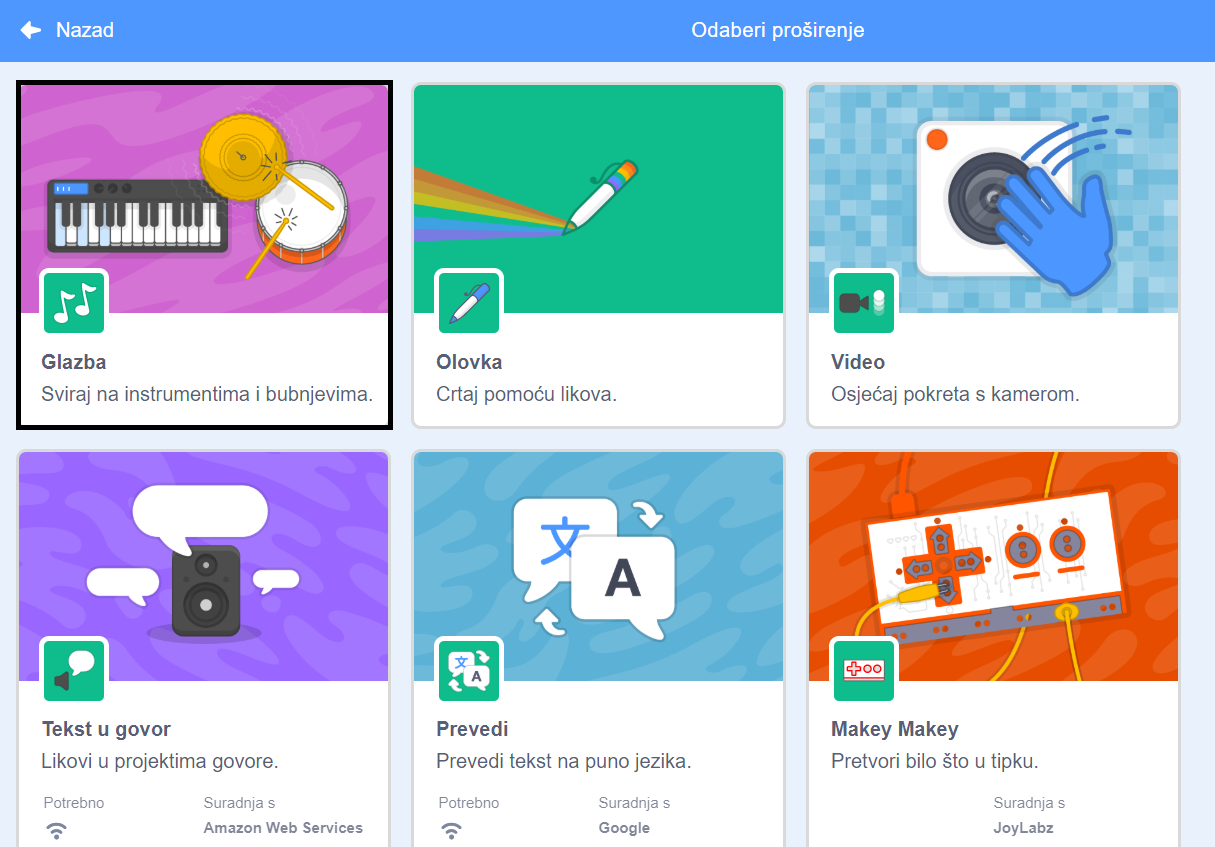 Nazad
Odaberi proširenje
Glazba
Sviraj na instrumentima i bubnjevima.
Olovka
Crtaj pomoću likova.
Video
Osjećaj pokreta s kamerom.
文
A
文
A
Tekst u govor
Likovi u projektima govore.
Potrebno
Suradnja s
Amazon Web Services
Prevedi
Prevedi tekst na puno jezika.
Potrebno
Suradnja s
Google
Makey Makey
Pretvori bilo što u tipku.
Suradnja s
JoyLabz